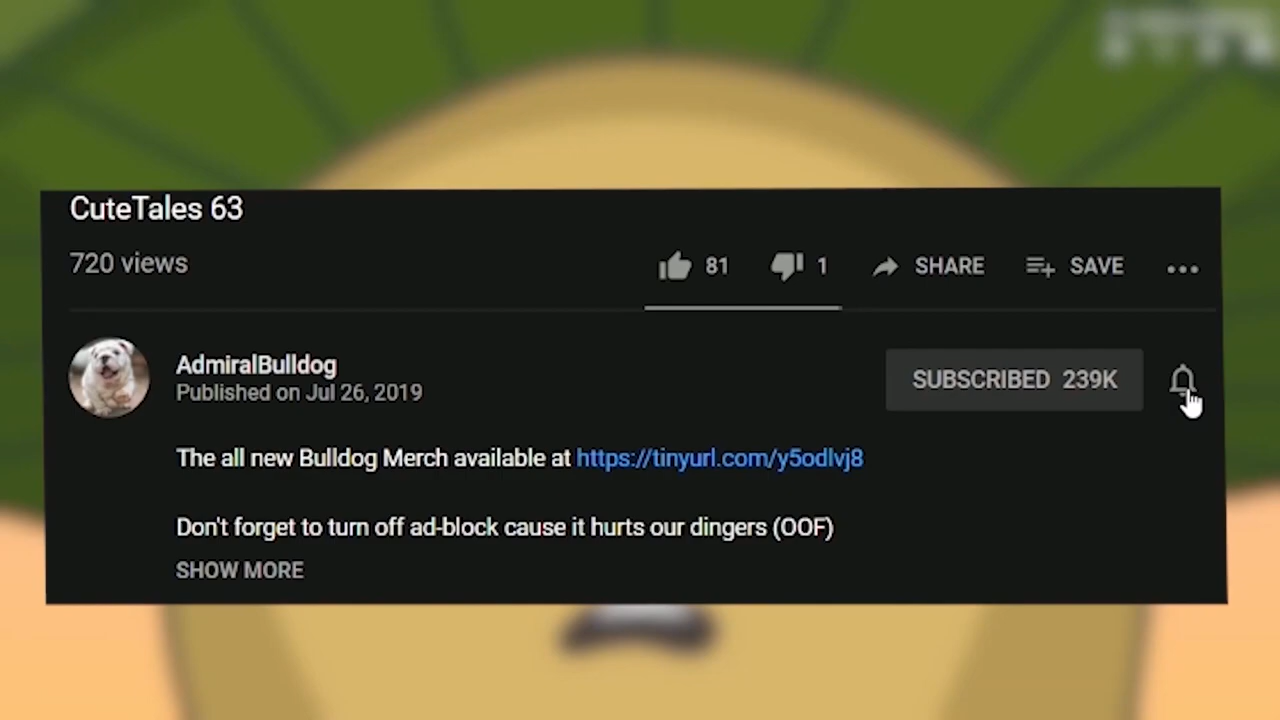 CuteTales 63
720 views
81 1 SHARE SAVE
AdmiralBulldog
Published on Jul 26, 2019
SUBSCRIBED 239K
The all new Bulldog Merch available at https://tinyurl.com/y5odlvj8
Don't forget to turn off ad-block cause it hurts our dingers (OOF)
SHOW MORE